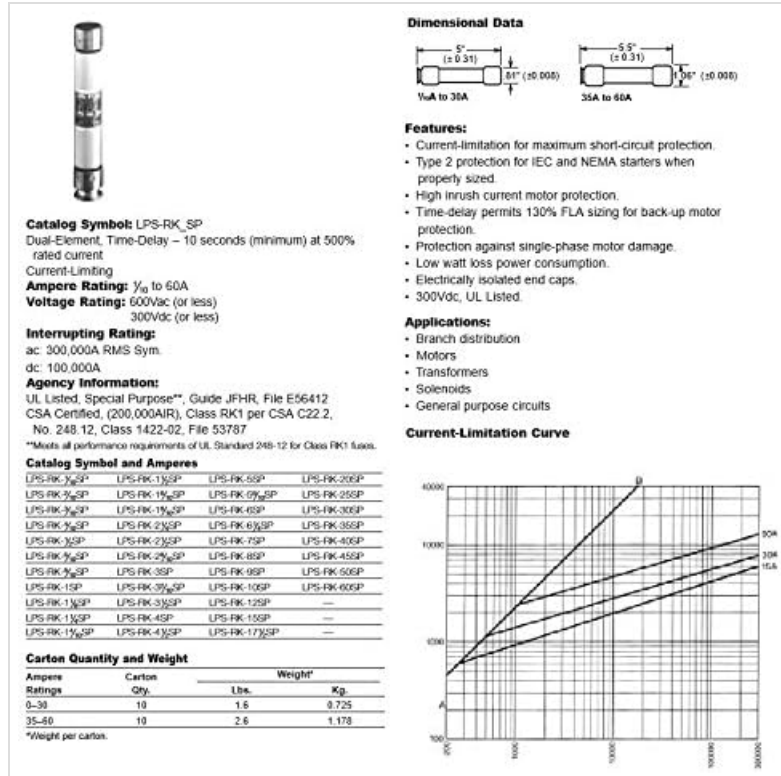 Catalog Symbol: LPS-RK_SP
Dual-Element, Time-Delay – 10 seconds (minimum) at 500%
rated current
Current-Limiting
Ampere Rating: 1/10 to 60A
Voltage Rating: 600Vac (or less)
300Vdc (or less)
Interrupting Rating:
ac: 300,000A RMS Sym.
dc: 100,000A
Agency Information:
UL Listed, Special Purpose**, Guide JFHR, File E56412
CSA Certified, (200,000AIR), Class RK1 per CSA C22.2,
No. 248.12, Class 1422-02, File 53787
**Meets all performance requirements of UL Standard 248-12 for Class RK1 fuses.
Catalog Symbol and Amperes
LPS-RK-5SP LPS-RK-20SP
LPS-RK-25SP
LPS-RK-6SP LPS-RK-30SP
LPS-RK-35SP
LPS-RK-7SP LPS-RK-40SP
LPS-RK-8SP LPS-RK-45SP
LPS-RK-3SP LPS-RK-9SP LPS-RK-50SP
LPS-RK-1SP LPS-RK-10SP LPS-RK-60SP
LPS-RK-12SP —
LPS-RK-4SP LPS-RK-15SP —
—
Carton Quantity and Weight
Ampere Carton Weight*
Ratings Qty. Lbs. Kg.
0–30 10 1.6 0.725
35–60 10 2.6 1.178
*Weight per carton.
Dimensional Data
5"
(± 0.31)
.81" (±0.008)
1/10A to 30A
5.5"
(± 0.31)
1.06" (±0.008)
35A to 60A
Features:
• Current-limitation for maximum short-circuit protection.
• Type 2 protection for IEC and NEMA starters when
properly sized.
• High inrush current motor protection.
• Time-delay permits 130% FLA sizing for back-up motor
protection.
• Protection against single-phase motor damage.
• Low watt loss power consumption.
• Electrically isolated end caps.
• 300Vdc, UL Listed.
Applications:
• Branch distribution
• Motors
• Transformers
• Solenoids
• General purpose circuits
Current-Limitation Curve
B
40000
10000
1000
A
100
30A
15A
200
1000
10000
100000
300000